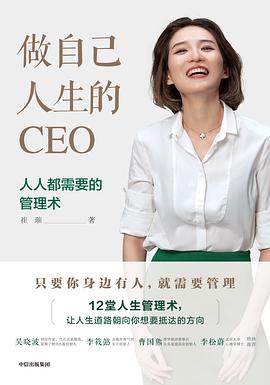 做自己
人生的
CEO
人人都需要的
管理术
崔璀 著
只要你身边有人,就需要管理
12堂人生管理术,
让人生道路朝向你想要抵达的方向
吴晓波 李筱懿 曹国熊 李松蔚
中信出版集团